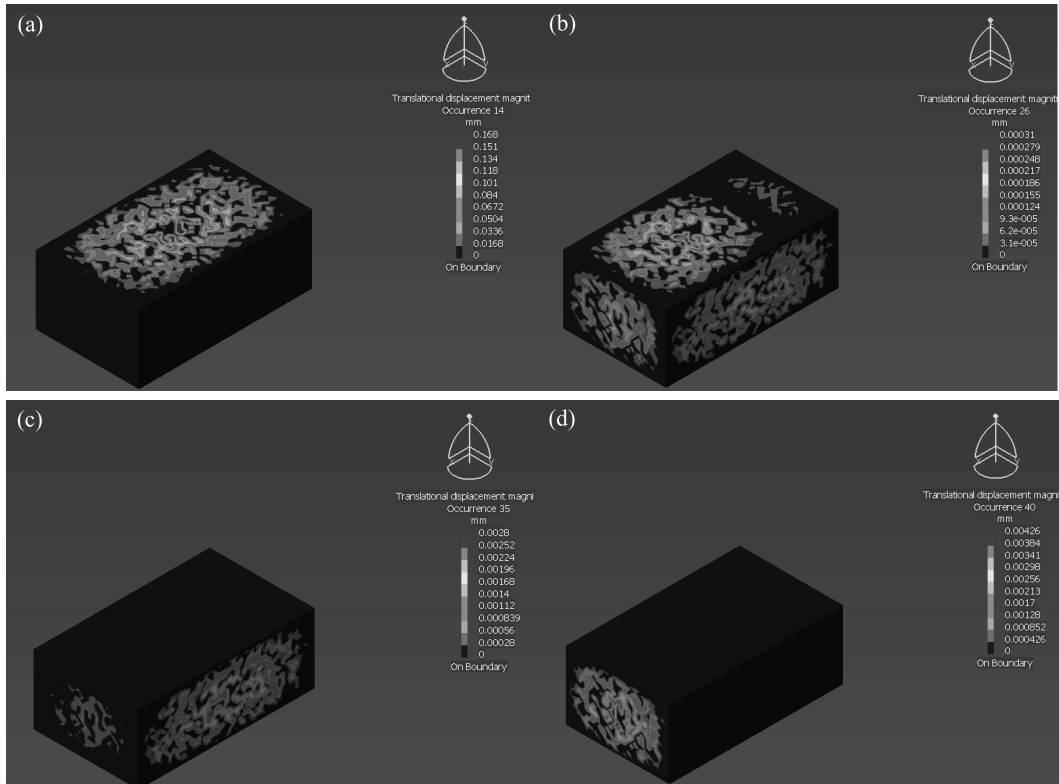 (a)
Translational displacement magnit
Occurrence 14
mm
0.168
0.151
0.134
0.118
0.101
0.084
0.0672
0.0504
0.0336
0.0168
0
On Boundary
(b)
Translational displacement magnitu
Occurrence 26
mm
0.00031
0.000279
0.000248
0.000217
0.000186
0.000155
0.000124
9.3e-005
6.2e-005
3.1e-005
0
On Boundary
(c)
Translational displacement magni
Occurrence 35
mm
0.0028
0.00252
0.00224
0.00196
0.00168
0.0014
0.00112
0.000839
0.00056
0.00028
0
On Boundary
(d)
Translational displacement magni
Occurrence 40
mm
0.00426
0.00384
0.00341
0.00298
0.00256
0.00213
0.0017
0.00128
0.000852
0.000426
0
On Boundary